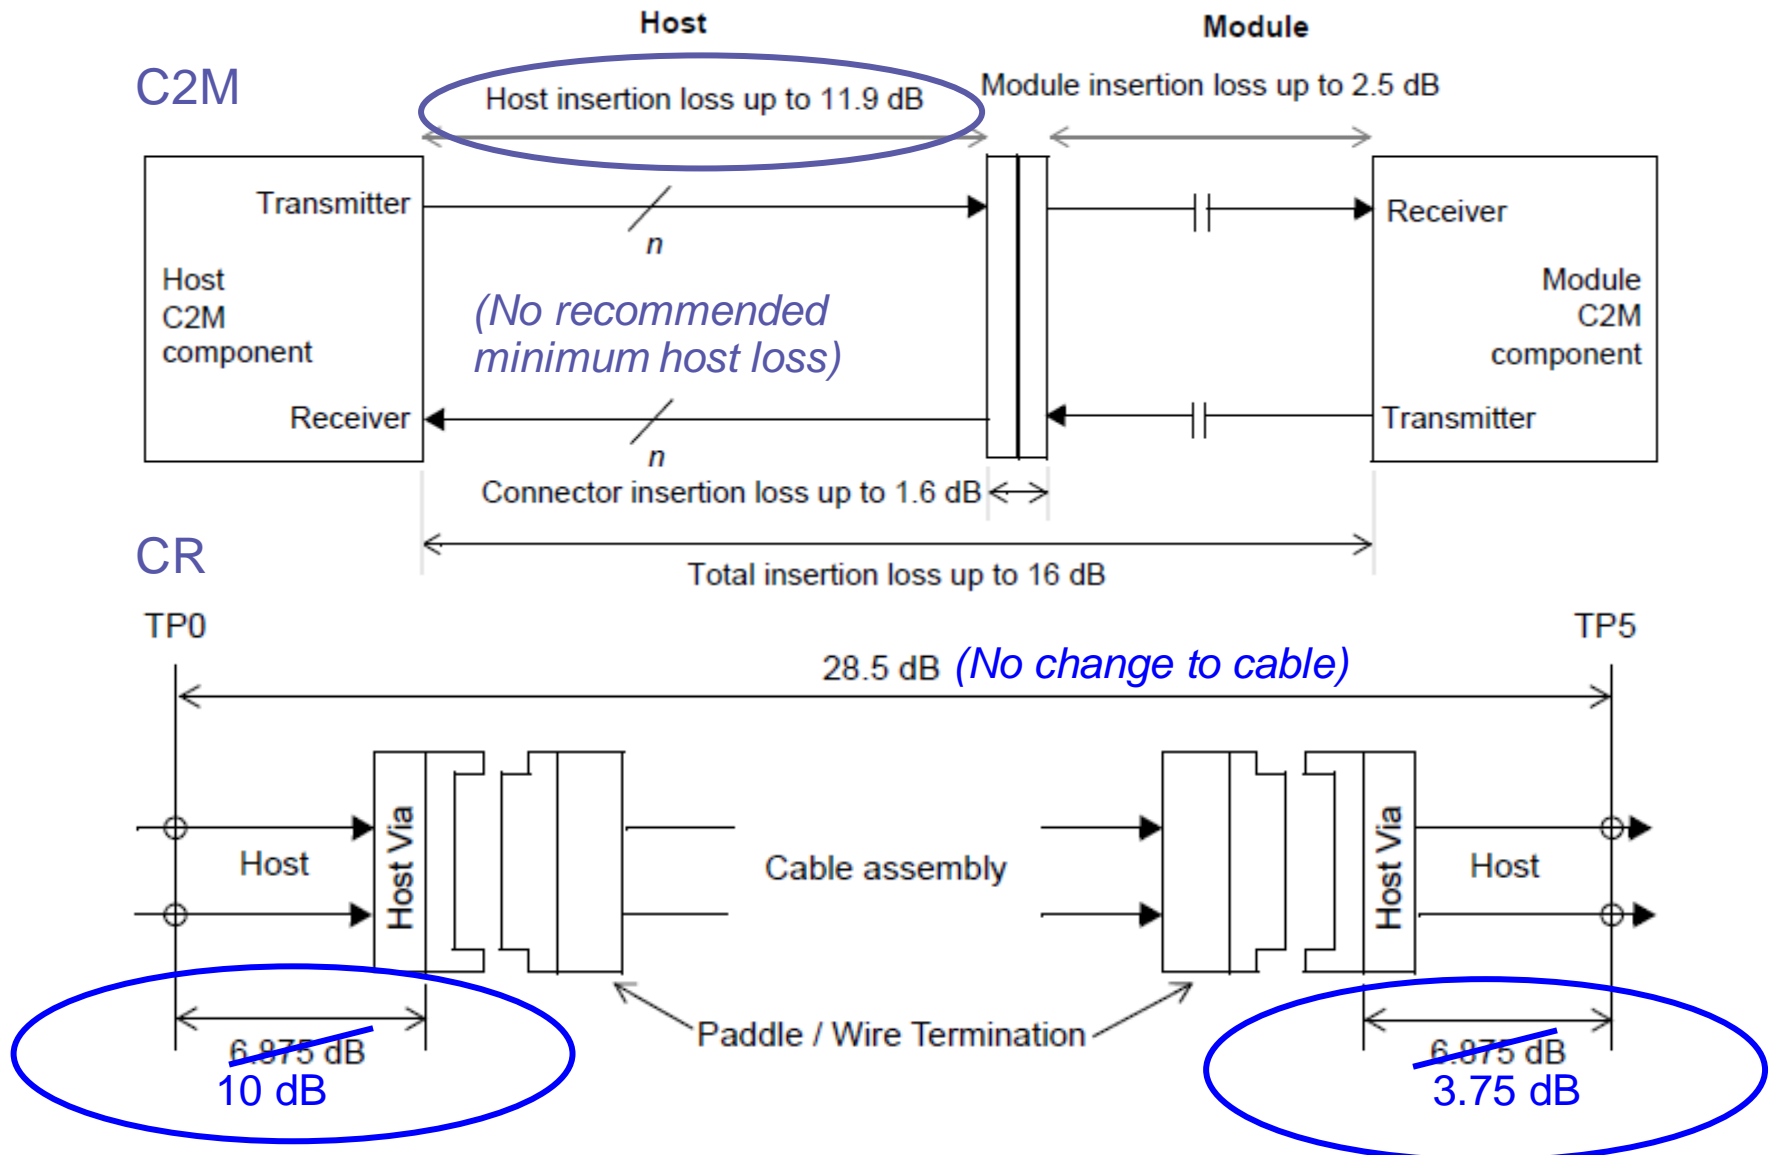 Host
Module
C2M
Host insertion loss up to 11.9 dB
Module insertion loss up to 2.5 dB
Transmitter
n
Receiver
Host
C2M
component
(No recommended
minimum host loss)
Module
C2M
component
Receiver
n
Transmitter
Connector insertion loss up to 1.6 dB
CR
Total insertion loss up to 16 dB
TP0
TP5
28.5 dB (No change to cable)
Host
Host Via
Cable assembly
Host Via
Host
Paddle / Wire Termination
6.875 dB
10 dB
6.875 dB
3.75 dB